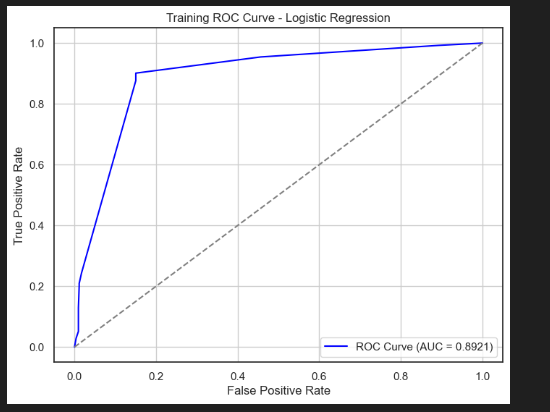 Training ROC Curve - Logistic Regression
True Positive Rate
1.0
0.8
0.6
0.4
0.2
0.0
0.0 0.2 0.4 0.6 0.8 1.0
False Positive Rate
ROC Curve (AUC = 0.8921)